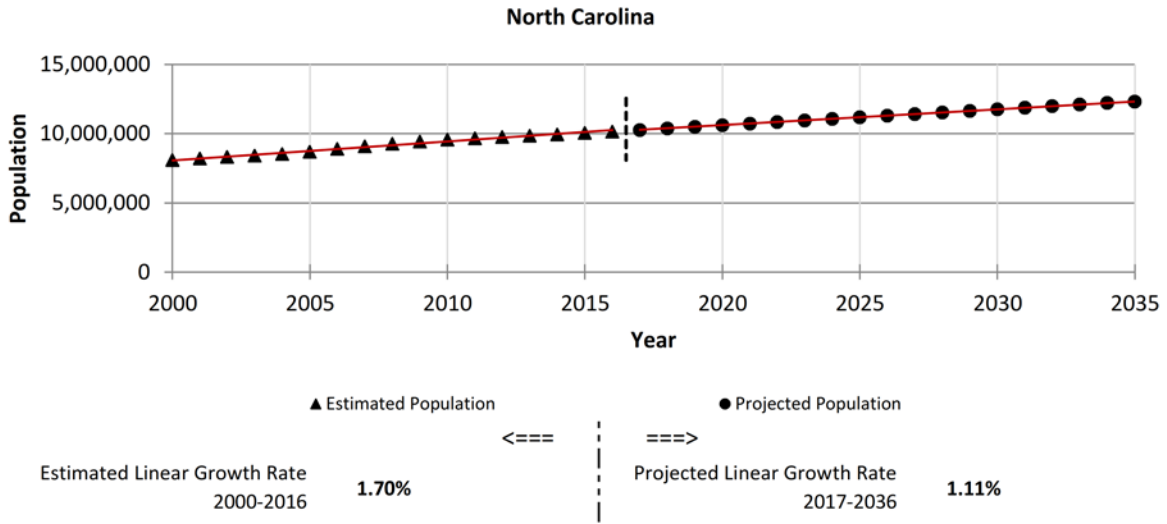 North Carolina
15,000,000
10,000,000
5,000,000
0
Population
2000 2005 2010 2015 2020 2025 2030 2035
Year
Estimated Population Projected Population
<=== ===>
Estimated Linear Growth Rate 1.70% Projected Linear Growth Rate 1.11%
2000-2016 2017-2036